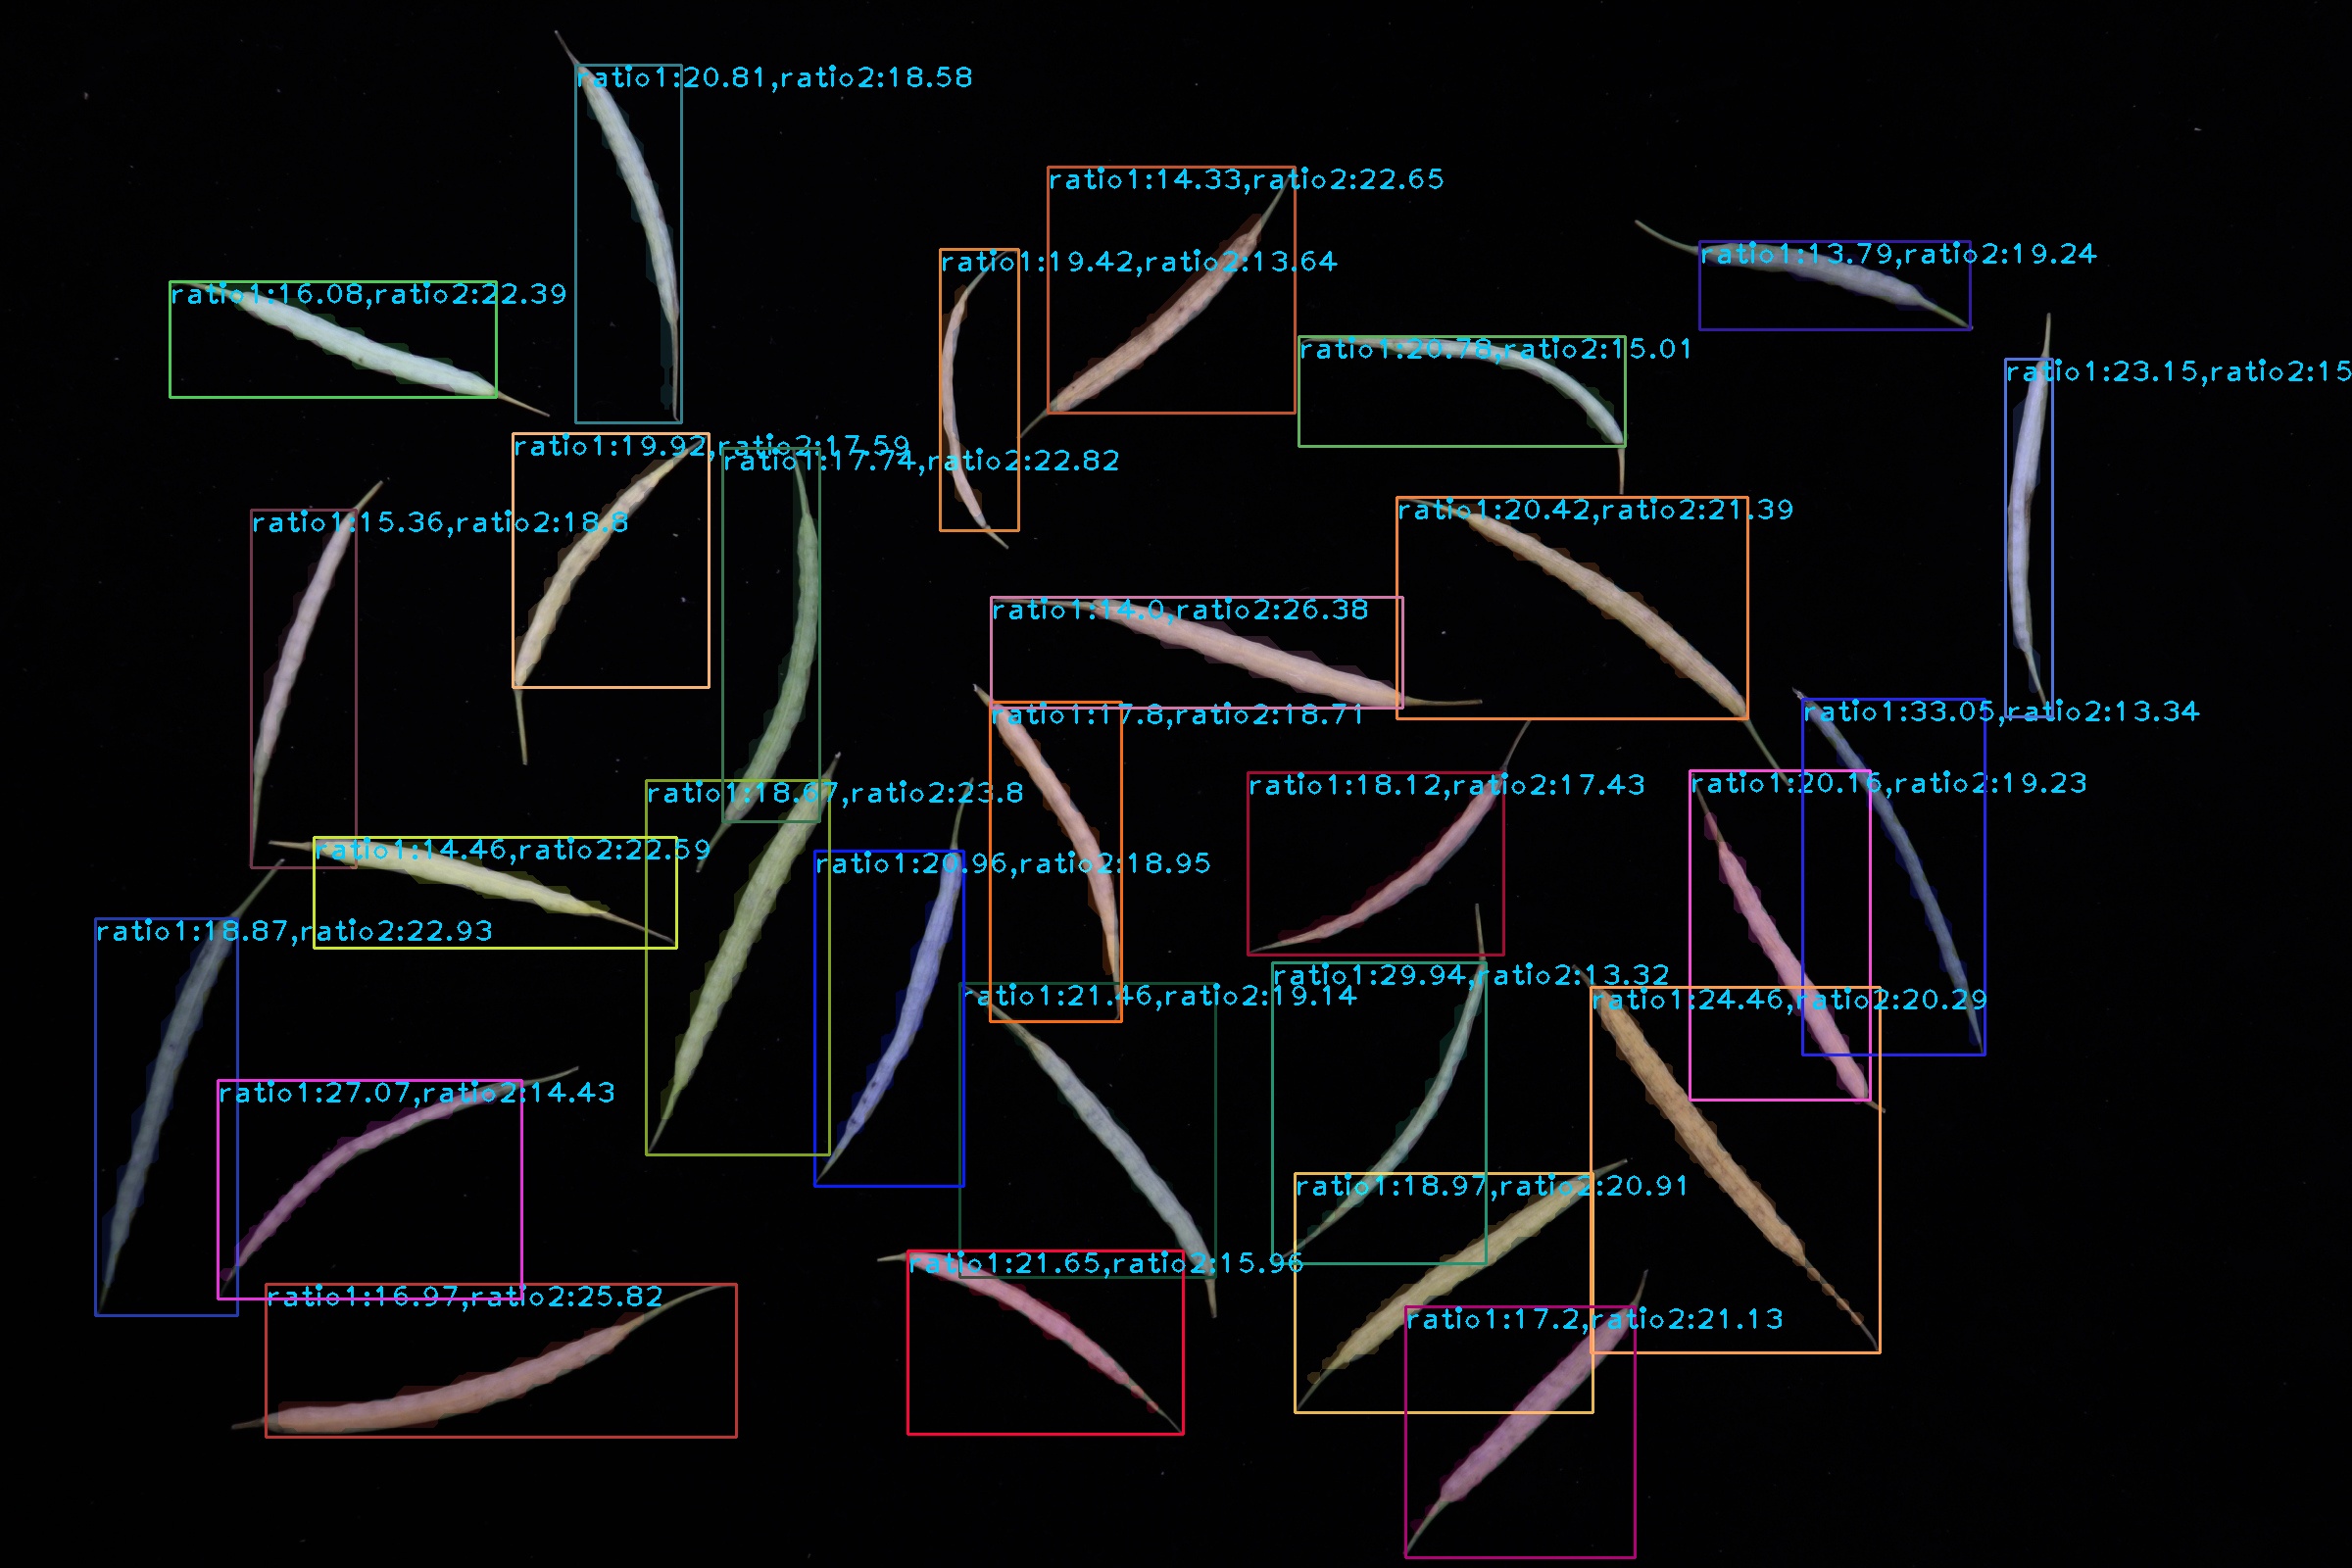 ratio1:20.81,ratio2:18.58
ratio1:14.33,ratio2:22.65
ratio1:13.79,ratio2:19.24
ratio1:19.42,ratio2:13.64
ratio1:16.08,ratio2:22.39
ratio1:20.78,ratio2:15.01
ratio1:23.15,ratio2:15
ratio1:19.92,ratio2:17.59
ratio1:17.74,ratio2:22.82
ratio1:20.42,ratio2:21.39
ratio1:15.36,ratio2:18.8
ratio1:14.0,ratio2:26.38
ratio1:17.8,ratio2:18.71
ratio1:33.05,ratio2:13.34
ratio1:20.16,ratio2:19.23
ratio1:18.12,ratio2:17.43
ratio1:18.67,ratio2:23.8
ratio1:14.46,ratio2:22.59
ratio1:20.96,ratio2:18.95
ratio1:18.87,ratio2:22.93
ratio1:29.94,ratio2:13.32
ratio1:21.46,ratio2:19.14
ratio1:24.46,ratio2:20.29
ratio1:27.07,ratio2:14.43
ratio1:18.97,ratio2:20.91
ratio1:21.65,ratio2:15.96
ratio1:16.97,ratio2:25.82
ratio1:17.2,ratio2:21.13